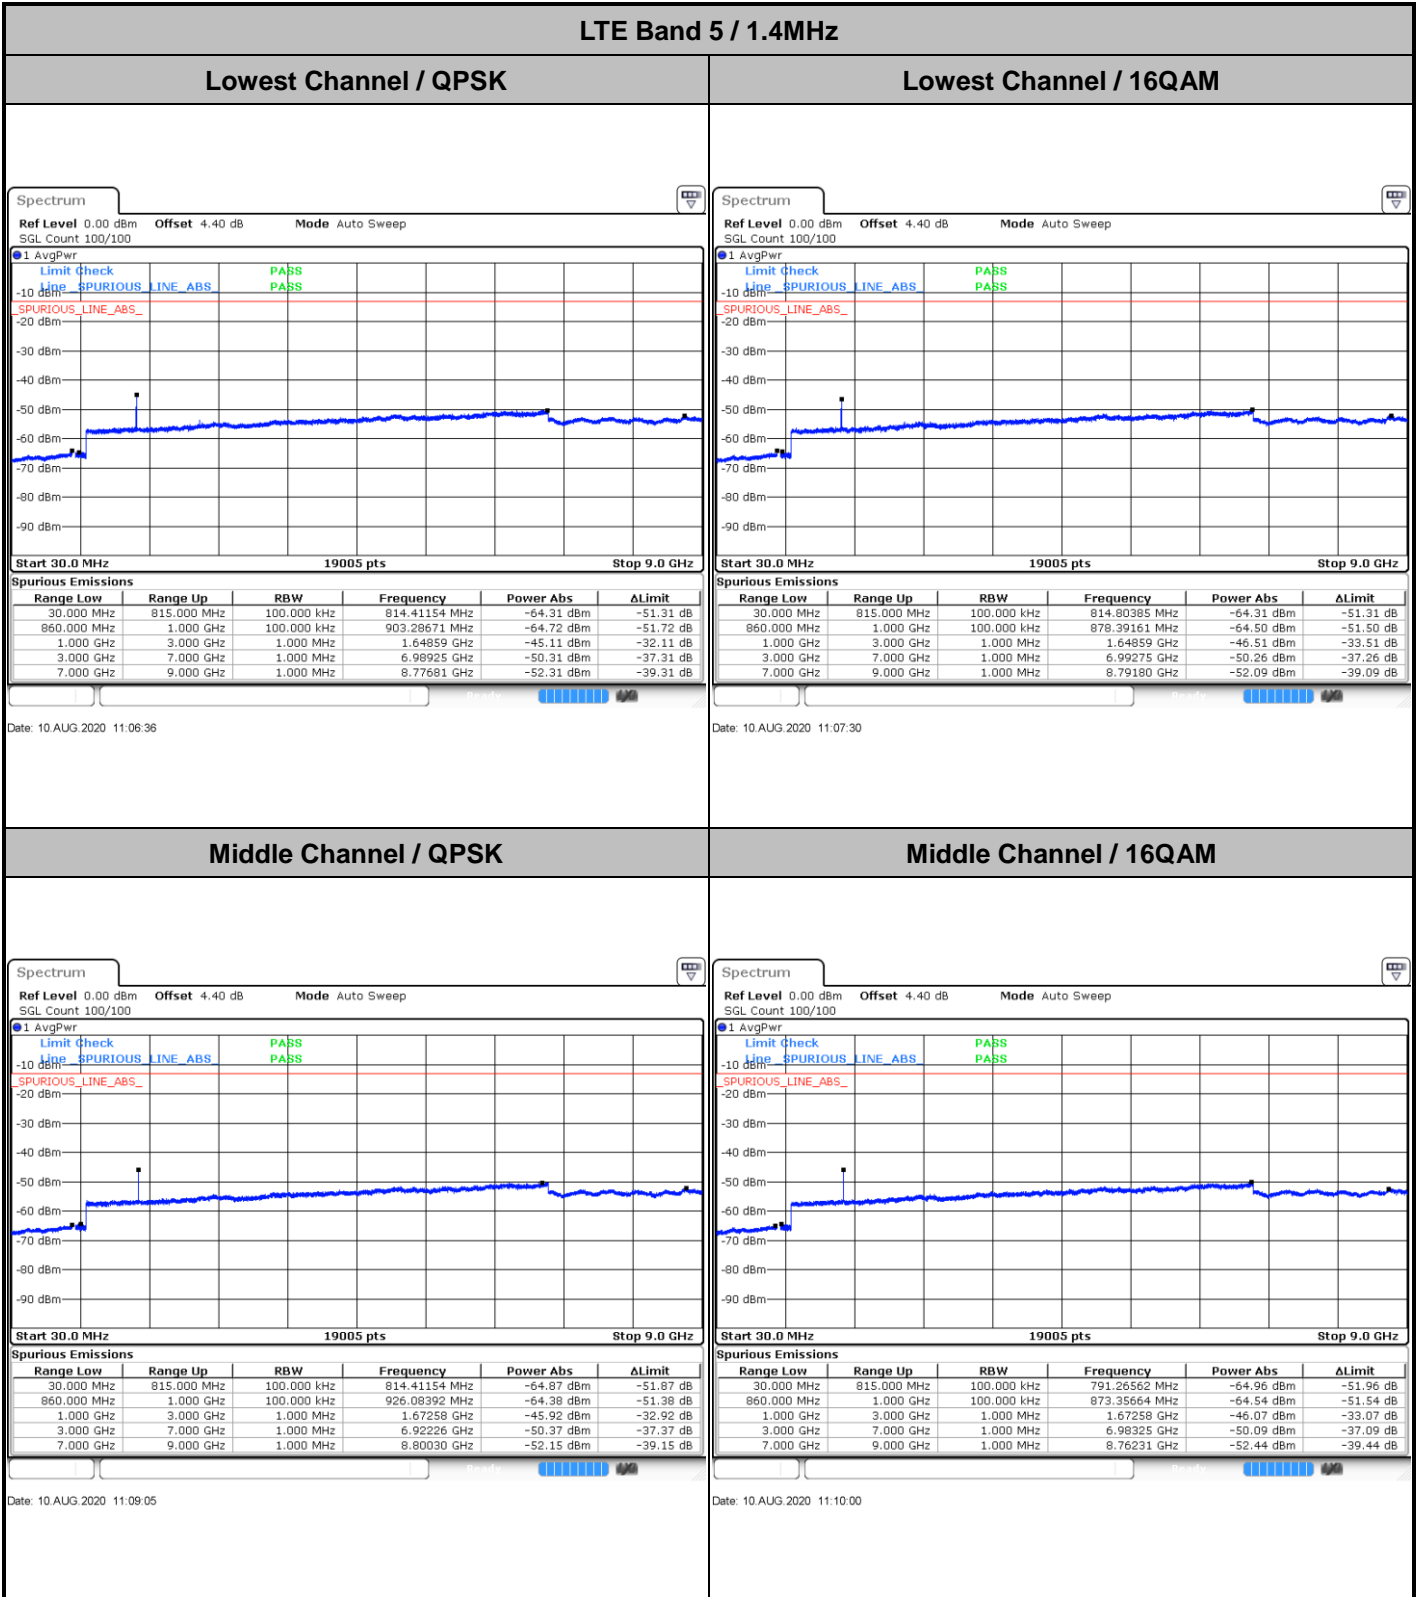 LTE Band 5 / 1.4MHz
Lowest Channel / QPSK
Lowest Channel / 16QAM
Spectrum
Ref Level 0.00 dBm Offset 4.40 dB Mode Auto Sweep
SGL Count 100/100
1 AvgPwr
Limit Check PASS
Line _SPURIOUS_LINE_ABS_ PASS
-10 dBm
_SPURIOUS_LINE_ABS_
-20 dBm
-30 dBm
-40 dBm
-50 dBm
-60 dBm
-70 dBm
-80 dBm
-90 dBm
Start 30.0 MHz 19005 pts Stop 9.0 GHz
Spurious Emissions
Range Low Range Up RBW Frequency Power Abs ΔLimit
30.000 MHz 815.000 MHz 100.000 kHz 814.41154 MHz -64.31 dBm -51.31 dB
860.000 MHz 1.000 GHz 100.000 kHz 903.28671 MHz -64.72 dBm -51.72 dB
1.000 GHz 3.000 GHz 1.000 MHz 1.64859 GHz -45.11 dBm -32.11 dB
3.000 GHz 7.000 GHz 1.000 MHz 6.98925 GHz -50.31 dBm -37.31 dB
7.000 GHz 9.000 GHz 1.000 MHz 8.77681 GHz -52.31 dBm -39.31 dB
Ready
Date: 10.AUG.2020 11:06:36
Spectrum
Ref Level 0.00 dBm Offset 4.40 dB Mode Auto Sweep
SGL Count 100/100
1 AvgPwr
Limit Check PASS
Line _SPURIOUS_LINE_ABS_ PASS
-10 dBm
_SPURIOUS_LINE_ABS_
-20 dBm
-30 dBm
-40 dBm
-50 dBm
-60 dBm
-70 dBm
-80 dBm
-90 dBm
Start 30.0 MHz 19005 pts Stop 9.0 GHz
Spurious Emissions
Range Low Range Up RBW Frequency Power Abs ΔLimit
30.000 MHz 815.000 MHz 100.000 kHz 814.80385 MHz -64.31 dBm -51.31 dB
860.000 MHz 1.000 GHz 100.000 kHz 878.39161 MHz -64.50 dBm -51.50 dB
1.000 GHz 3.000 GHz 1.000 MHz 1.64859 GHz -46.51 dBm -33.51 dB
3.000 GHz 7.000 GHz 1.000 MHz 6.99275 GHz -50.26 dBm -37.26 dB
7.000 GHz 9.000 GHz 1.000 MHz 8.79180 GHz -52.09 dBm -39.09 dB
Ready
Date: 10.AUG.2020 11:07:30
Middle Channel / QPSK
Middle Channel / 16QAM
Spectrum
Ref Level 0.00 dBm Offset 4.40 dB Mode Auto Sweep
SGL Count 100/100
1 AvgPwr
Limit Check PASS
Line _SPURIOUS_LINE_ABS_ PASS
-10 dBm
_SPURIOUS_LINE_ABS_
-20 dBm
-30 dBm
-40 dBm
-50 dBm
-60 dBm
-70 dBm
-80 dBm
-90 dBm
Start 30.0 MHz 19005 pts Stop 9.0 GHz
Spurious Emissions
Range Low Range Up RBW Frequency Power Abs ΔLimit
30.000 MHz 815.000 MHz 100.000 kHz 814.41154 MHz -64.87 dBm -51.87 dB
860.000 MHz 1.000 GHz 100.000 kHz 926.08392 MHz -64.38 dBm -51.38 dB
1.000 GHz 3.000 GHz 1.000 MHz 1.67258 GHz -45.92 dBm -32.92 dB
3.000 GHz 7.000 GHz 1.000 MHz 6.92226 GHz -50.37 dBm -37.37 dB
7.000 GHz 9.000 GHz 1.000 MHz 8.80030 GHz -52.15 dBm -39.15 dB
Ready
Date: 10.AUG.2020 11:09:05
Spectrum
Ref Level 0.00 dBm Offset 4.40 dB Mode Auto Sweep
SGL Count 100/100
1 AvgPwr
Limit Check PASS
Line _SPURIOUS_LINE_ABS_ PASS
-10 dBm
_SPURIOUS_LINE_ABS_
-20 dBm
-30 dBm
-40 dBm
-50 dBm
-60 dBm
-70 dBm
-80 dBm
-90 dBm
Start 30.0 MHz 19005 pts Stop 9.0 GHz
Spurious Emissions
Range Low Range Up RBW Frequency Power Abs ΔLimit
30.000 MHz 815.000 MHz 100.000 kHz 791.26562 MHz -64.96 dBm -51.96 dB
860.000 MHz 1.000 GHz 100.000 kHz 873.35664 MHz -64.54 dBm -51.54 dB
1.000 GHz 3.000 GHz 1.000 MHz 1.67258 GHz -46.07 dBm -33.07 dB
3.000 GHz 7.000 GHz 1.000 MHz 6.98325 GHz -50.09 dBm -37.09 dB
7.000 GHz 9.000 GHz 1.000 MHz 8.76231 GHz -52.44 dBm -39.44 dB
Ready
Date: 10.AUG.2020 11:10:00